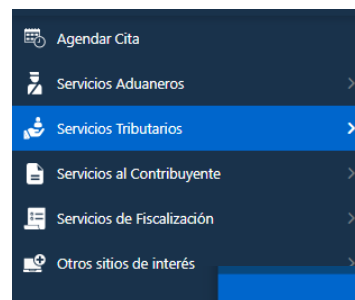 Agendar Cita
Servicios Aduaneros
Servicios Tributarios
Servicios al Contribuyente
Servicios de Fiscalización
Otros sitios de interés